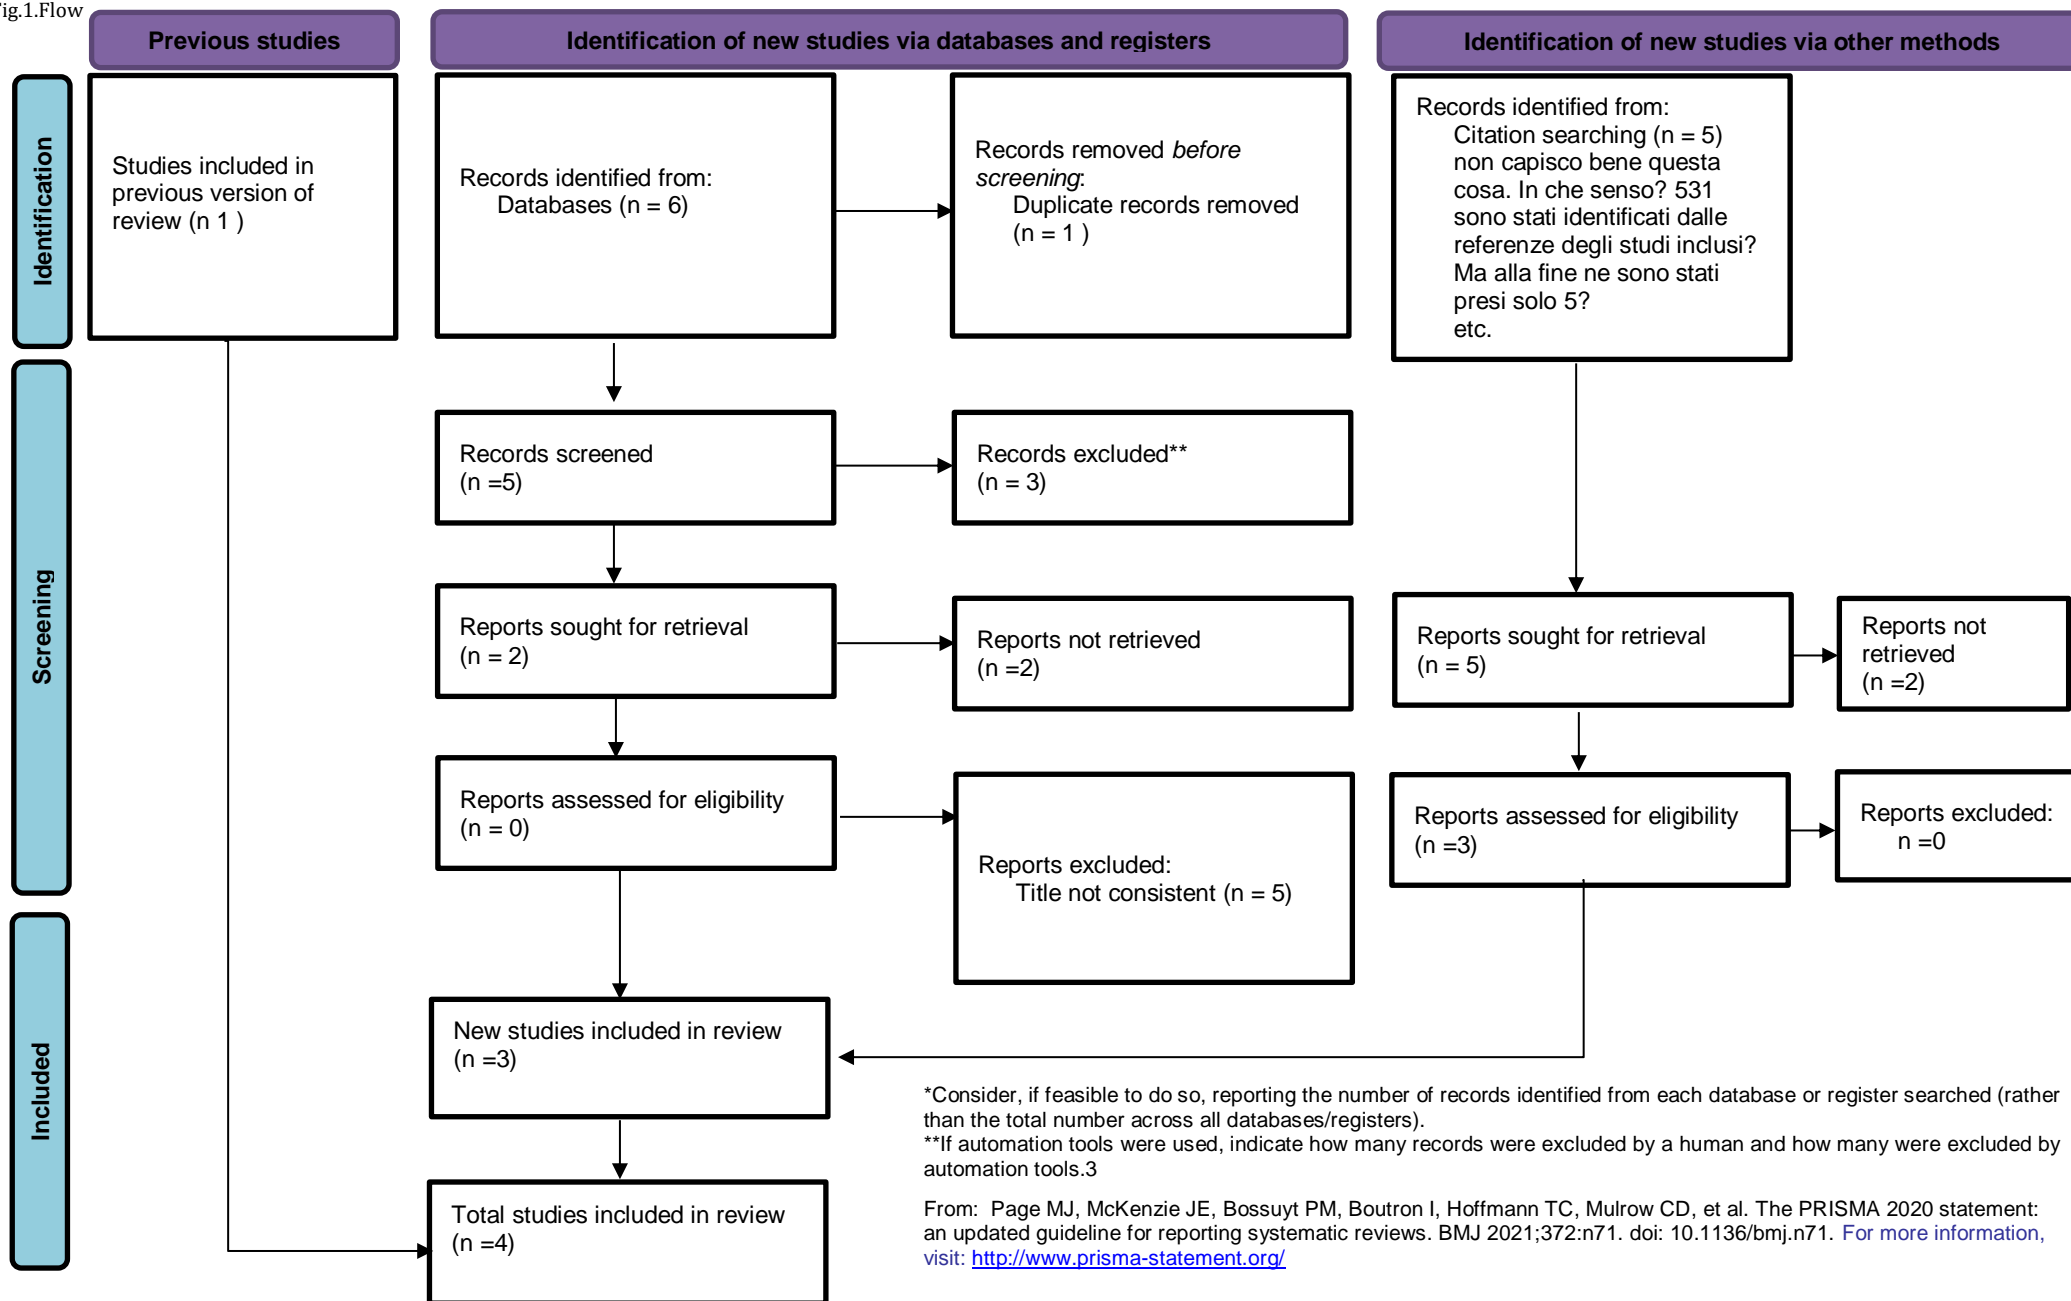 ig.1.Flow
Previous studies
Identification of new studies via databases and registers
Identification of new studies via other methods
Identification
Studies included in
previous version of
review (n 1 )
Records identified from:
Databases (n = 6)
Records removed before
screening:
Duplicate records removed
(n = 1 )
Records identified from:
Citation searching (n = 5)
non capisco bene questa
cosa. In che senso? 531
sono stati identificati dalle
referenze degli studi inclusi?
Ma alla fine ne sono stati
presi solo 5?
etc.
Screening
Records screened
(n =5)
Records excluded**
(n = 3)
Reports sought for retrieval
(n = 2)
Reports not retrieved
(n =2)
Reports sought for retrieval
(n = 5)
Reports not
retrieved
(n =2)
Reports assessed for eligibility
(n = 0)
Reports excluded:
Title not consistent (n = 5)
Reports assessed for eligibility
(n =3)
Reports excluded:
n =0
Included
New studies included in review
(n =3)
Total studies included in review
(n =4)
*Consider, if feasible to do so, reporting the number of records identified from each database or register searched (rather
than the total number across all databases/registers).
**If automation tools were used, indicate how many records were excluded by a human and how many were excluded by
automation tools.3
From: Page MJ, McKenzie JE, Bossuyt PM, Boutron I, Hoffmann TC, Mulrow CD, et al. The PRISMA 2020 statement:
an updated guideline for reporting systematic reviews. BMJ 2021;372:n71. doi: 10.1136/bmj.n71. For more information,
visit: http://www.prisma-statement.org/